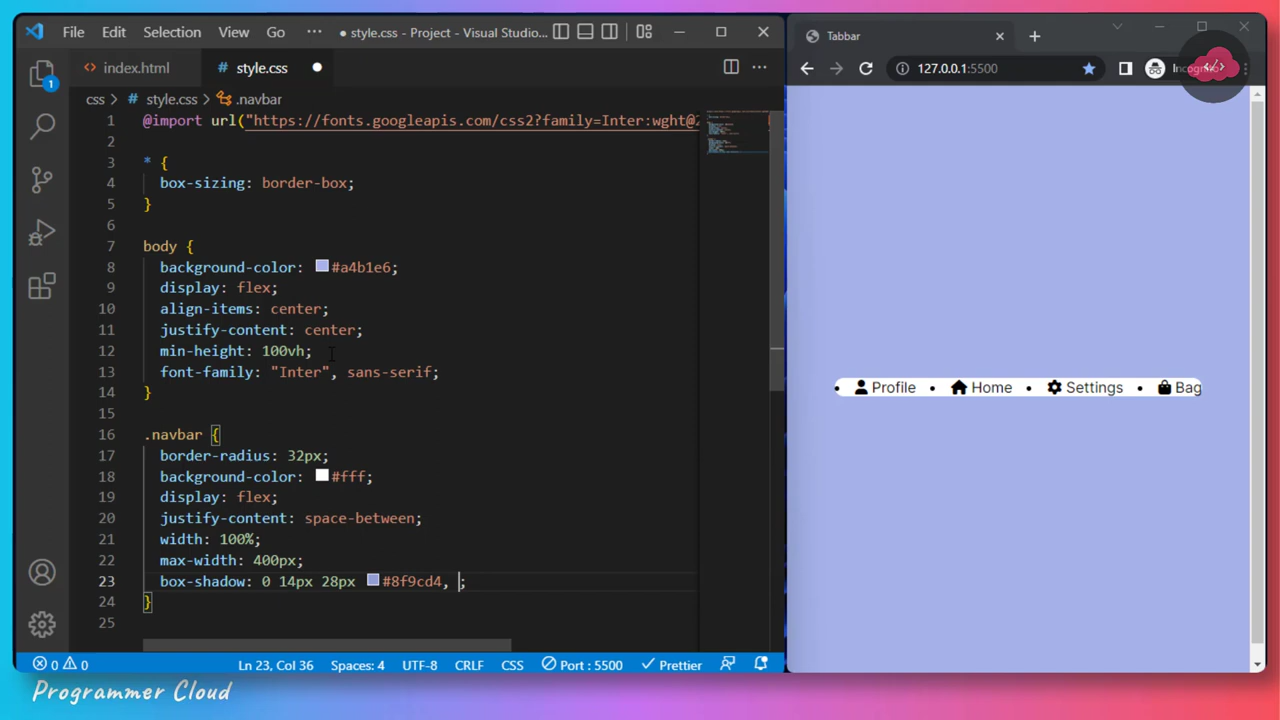 File Edit Selection View Go ··· ● style.css - Project - Visual Studio...
index.html # style.css ●
css > # style.css > .navbar
1 @import url("https://fonts.googleapis.com/css2?family=Inter:wght@2
2
3 * {
4 box-sizing: border-box;
5 }
6
7 body {
8 background-color: #a4b1e6;
9 display: flex;
10 align-items: center;
11 justify-content: center;
12 min-height: 100vh;
13 font-family: "Inter", sans-serif;
14 }
15
16 .navbar {
17 border-radius: 32px;
18 background-color: #fff;
19 display: flex;
20 justify-content: space-between;
21 width: 100%;
22 max-width: 400px;
23 box-shadow: 0 14px 28px #8f9cd4, ;
24 }
25
1
0 0 Ln 23, Col 36 Spaces: 4 UTF-8 CRLF CSS Port : 5500 Prettier
Programmer Cloud
Tabbar
127.0.0.1:5500
</>
• Profile • Home • Settings • Bag